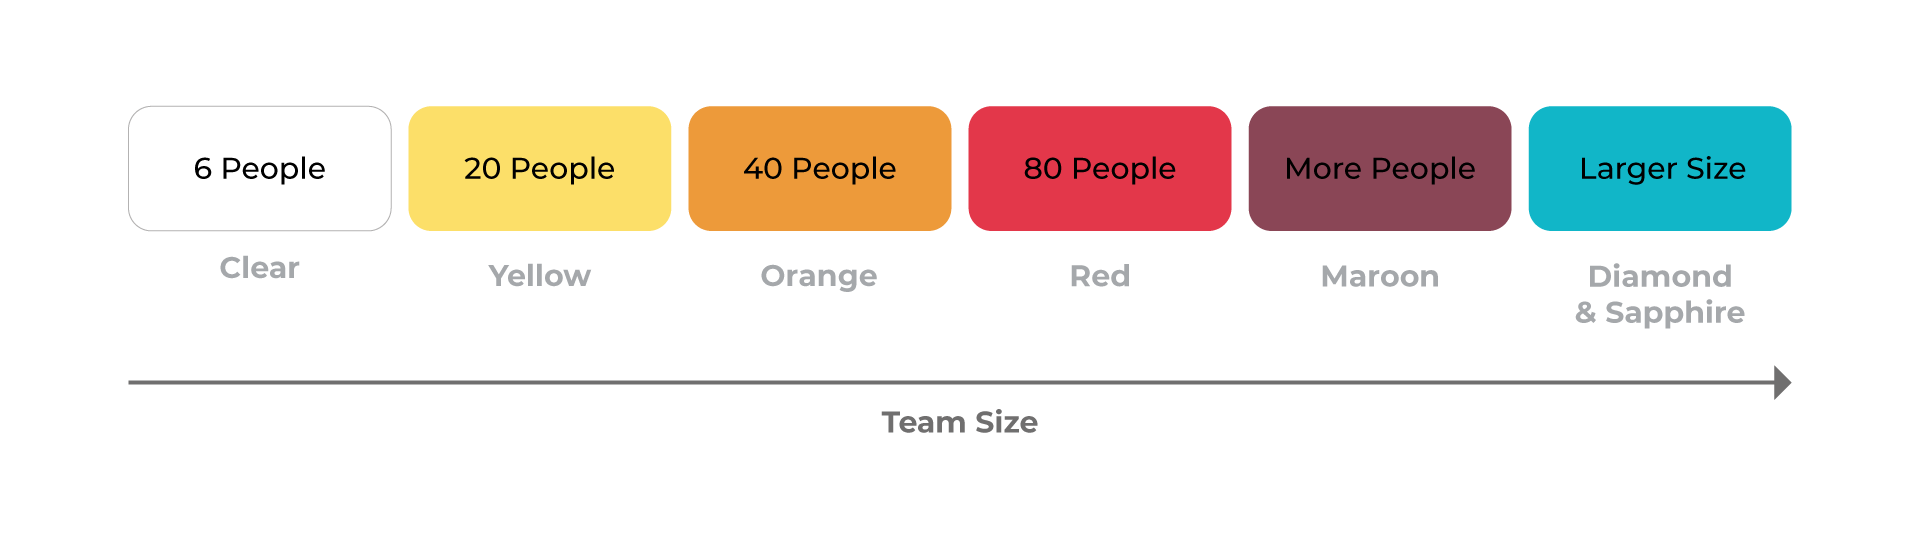 6 People
20 People
40 People
80 People
More People
Larger Size
Clear
Yellow
Orange
Red
Maroon
Diamond
& Sapphire
Team Size